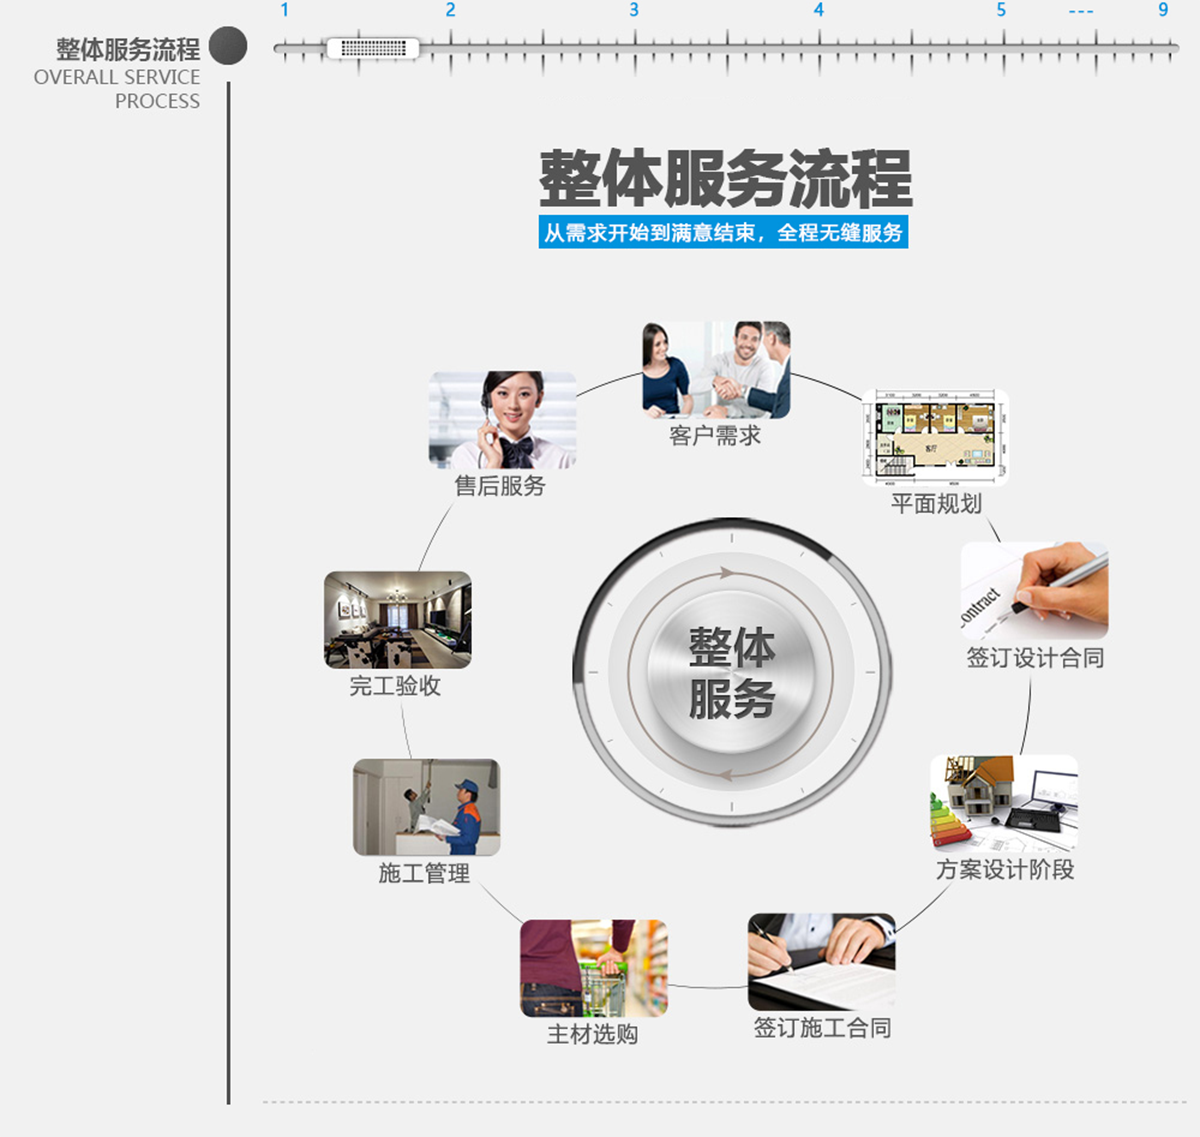 1 2 3 4 5 --- 9
整体服务流程
OVERALL SERVICE
PROCESS
整体服务流程
从需求开始到满意结束，全程无缝服务
客户需求
平面规划
客厅
签订设计合同
Contract
方案设计阶段
签订施工合同
主材选购
施工管理
完工验收
售后服务
整体
服务